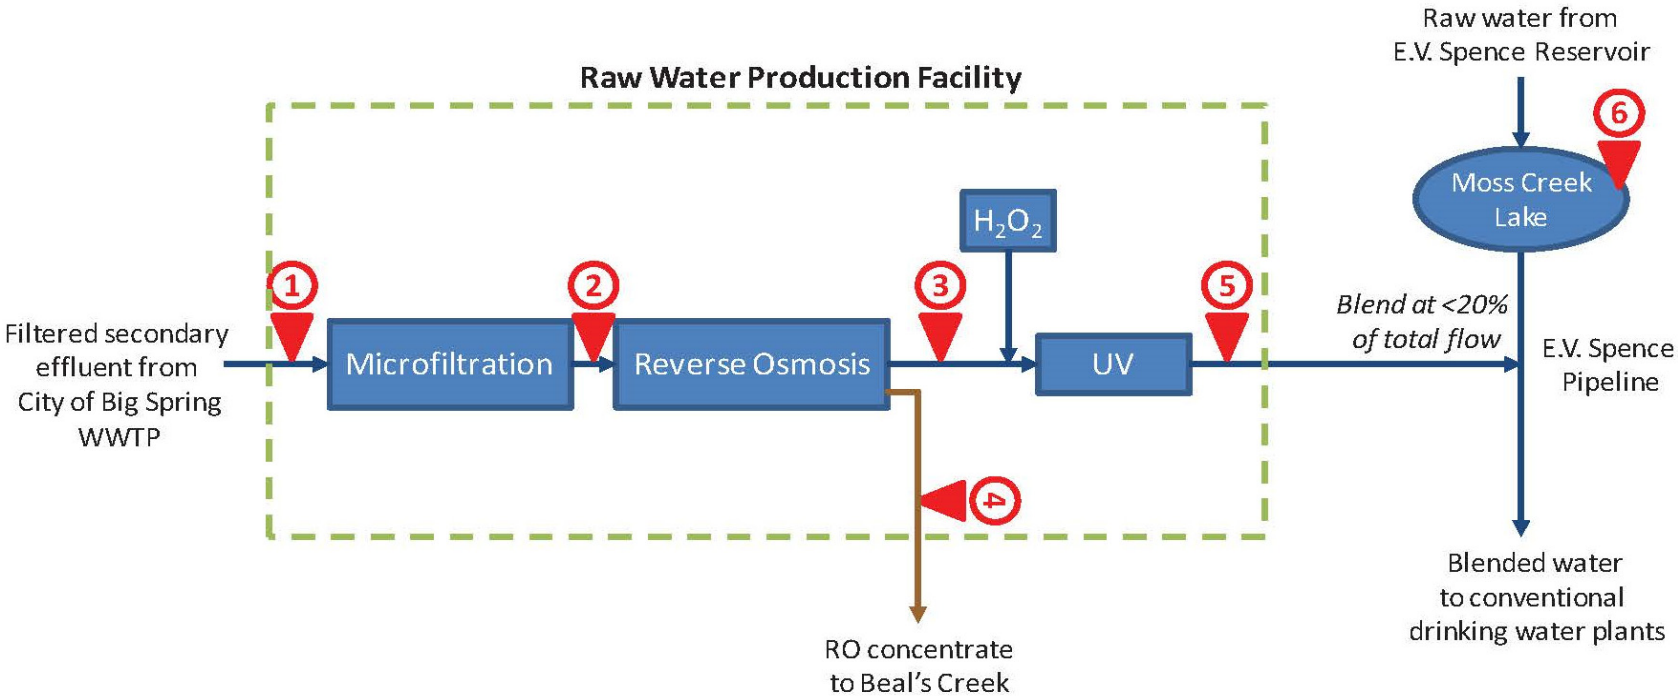 Raw water from
E.V. Spence Reservoir
Raw Water Production Facility
6
Moss Creek
Lake
H₂O₂
1
2
3
5
Filtered secondary
effluent from
City of Big Spring
WWTP
Microfiltration
Reverse Osmosis
UV
Blend at <20%
of total flow
E.V. Spence
Pipeline
4
Blended water
to conventional
drinking water plants
RO concentrate
to Beal's Creek